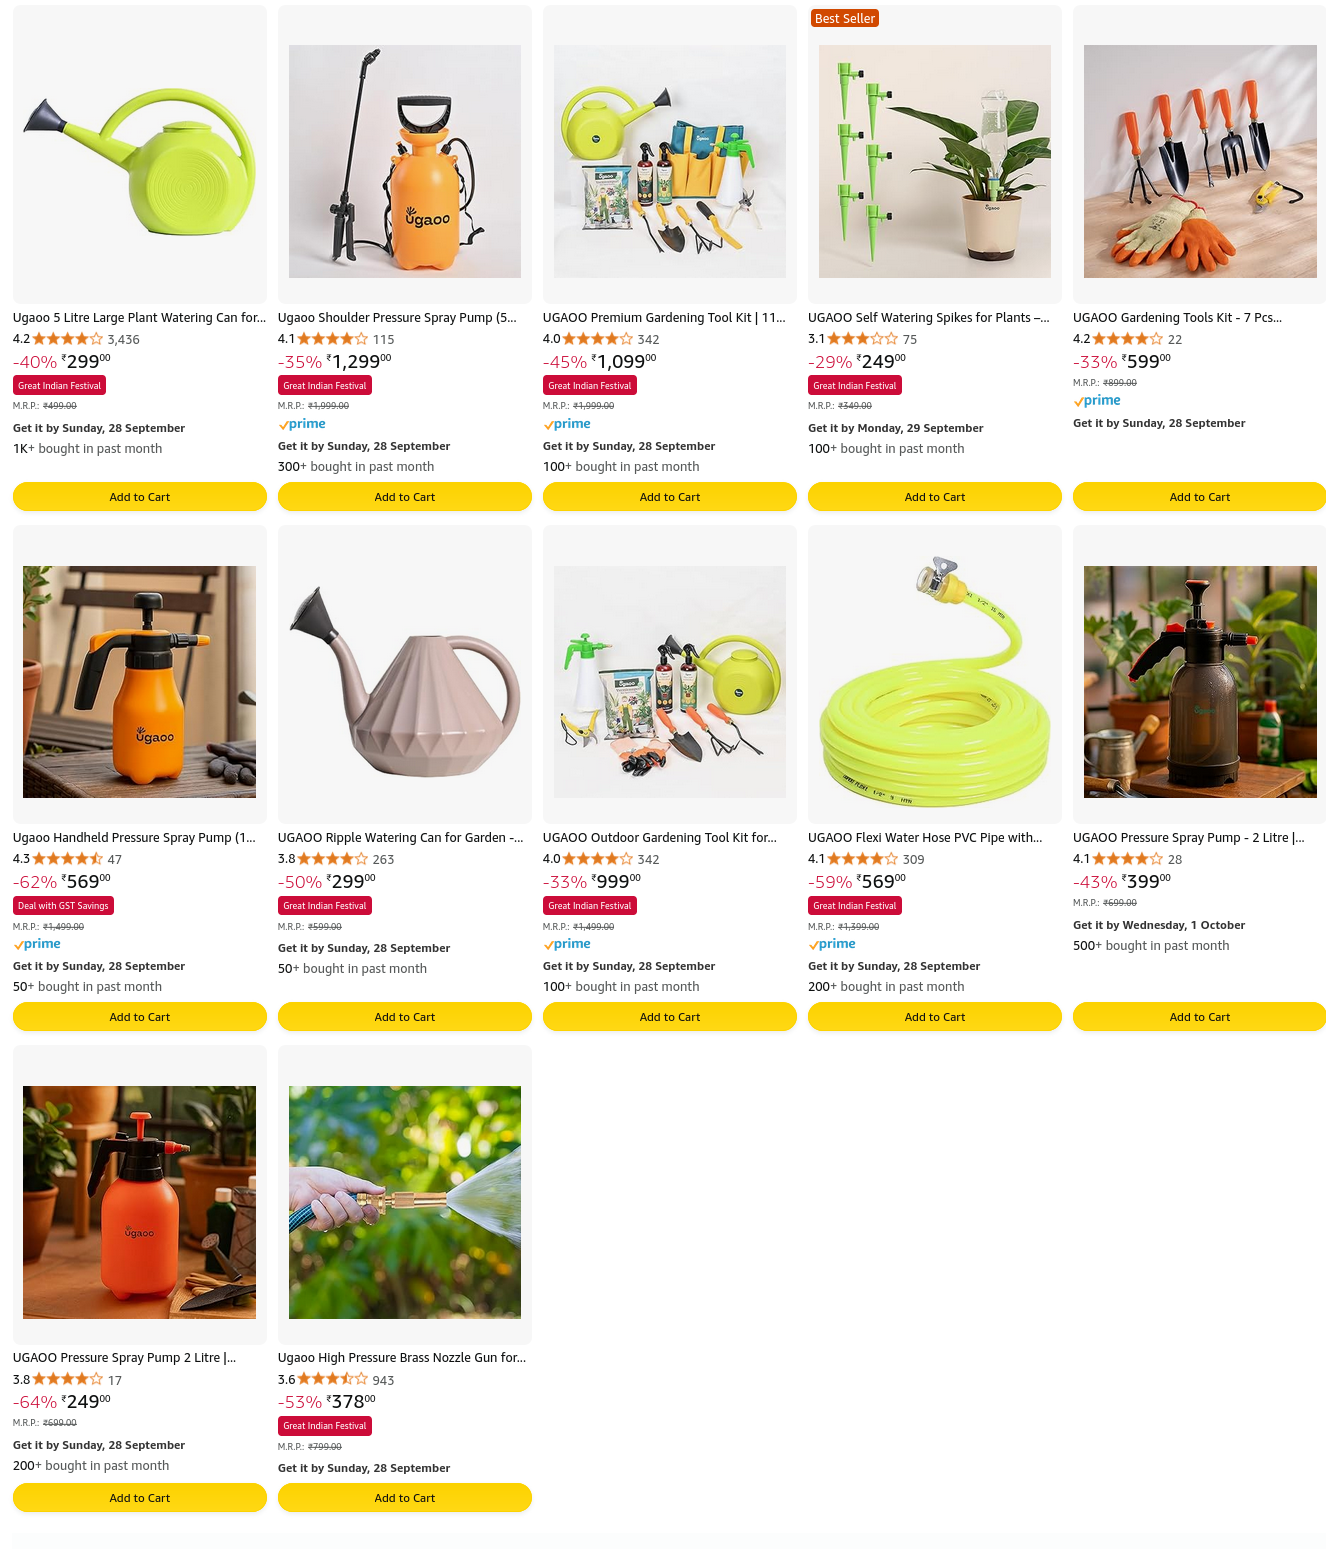 Ugaoo 5 Litre Large Plant Watering Can for...
4.2 3,436
-40% ₹29900
Great Indian Festival
M.R.P.: ₹499.00
Get it by Sunday, 28 September
1K+ bought in past month
Add to Cart
ugaoo
Ugaoo Shoulder Pressure Spray Pump (5...
4.1 115
-35% ₹1,29900
Great Indian Festival
M.R.P.: ₹1,999.00
prime
Get it by Sunday, 28 September
300+ bought in past month
Add to Cart
Ugaoo
UGAOO Premium Gardening Tool Kit | 11...
4.0 342
-45% ₹1,09900
Great Indian Festival
M.R.P.: ₹1,999.00
prime
Get it by Sunday, 28 September
100+ bought in past month
Add to Cart
Best Seller
ugaoo
UGAOO Self Watering Spikes for Plants –...
3.1 75
-29% ₹24900
Great Indian Festival
M.R.P.: ₹349.00
Get it by Monday, 29 September
100+ bought in past month
Add to Cart
UGAOO Gardening Tools Kit - 7 Pcs...
4.2 22
-33% ₹59900
M.R.P.: ₹899.00
prime
Get it by Sunday, 28 September
Add to Cart
ugaoo
Ugaoo Handheld Pressure Spray Pump (1...
4.3 47
-62% ₹56900
Deal with GST Savings
M.R.P.: ₹1,499.00
prime
Get it by Sunday, 28 September
50+ bought in past month
Add to Cart
UGAOO Ripple Watering Can for Garden -...
3.8 263
-50% ₹29900
Great Indian Festival
M.R.P.: ₹599.00
Get it by Sunday, 28 September
50+ bought in past month
Add to Cart
Ugaoo
UGAOO Outdoor Gardening Tool Kit for...
4.0 342
-33% ₹99900
Great Indian Festival
M.R.P.: ₹1,499.00
prime
Get it by Sunday, 28 September
100+ bought in past month
Add to Cart
UGAOO Flexi Water Hose PVC Pipe with...
4.1 309
-59% ₹56900
Great Indian Festival
M.R.P.: ₹1,399.00
prime
Get it by Sunday, 28 September
200+ bought in past month
Add to Cart
ugaoo
UGAOO Pressure Spray Pump - 2 Litre |...
4.1 28
-43% ₹39900
M.R.P.: ₹699.00
Get it by Wednesday, 1 October
500+ bought in past month
Add to Cart
ugaoo
UGAOO Pressure Spray Pump 2 Litre |...
3.8 17
-64% ₹24900
M.R.P.: ₹699.00
Get it by Sunday, 28 September
200+ bought in past month
Add to Cart
Ugaoo High Pressure Brass Nozzle Gun for...
3.6 943
-53% ₹37800
Great Indian Festival
M.R.P.: ₹799.00
Get it by Sunday, 28 September
Add to Cart